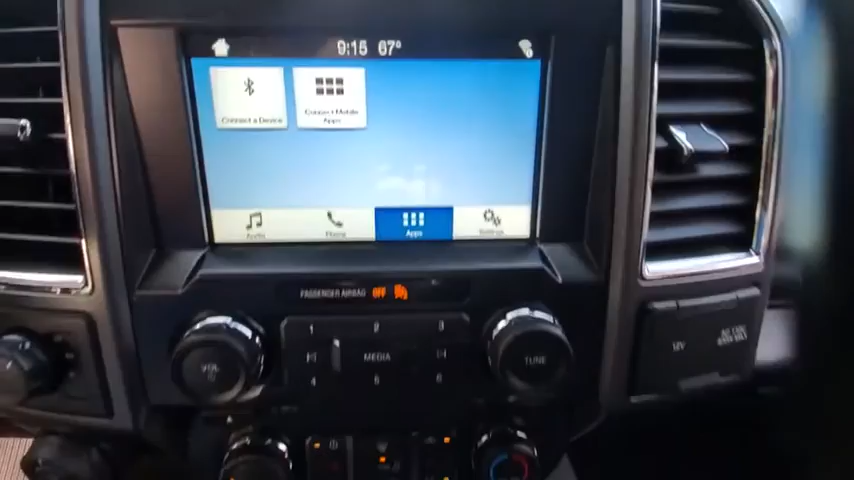 9:15 67°
Connect a Device
Connect Mobile
Apps
Audio
Phone
Apps
Settings
PASSENGER AIRBAG OFF
1 2 3
MEDIA
4 5 6
VOL
TUNE
12V